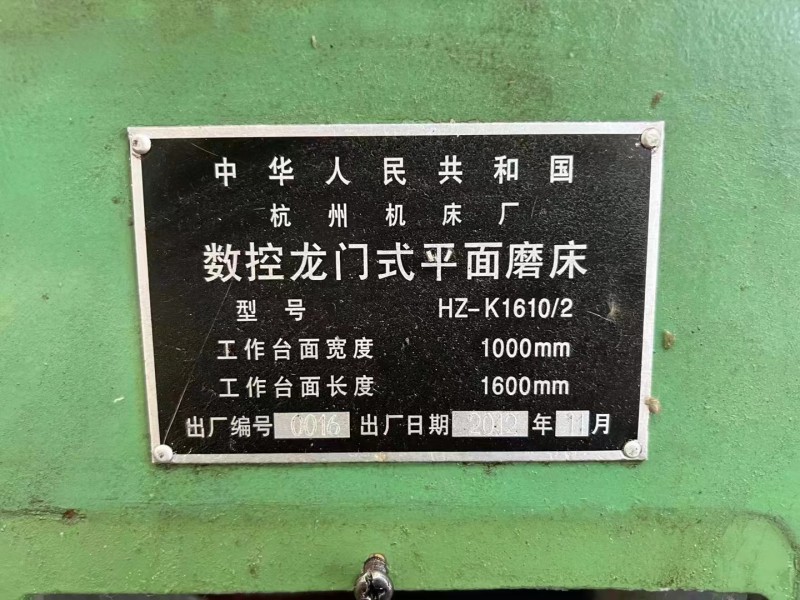 中华人民共和国
杭州机床厂
数控龙门式平面磨床
型号 HZ-K1610/2
工作台面宽度 1000mm
工作台面长度 1600mm
出厂编号 0016 出厂日期 2012 年 11 月